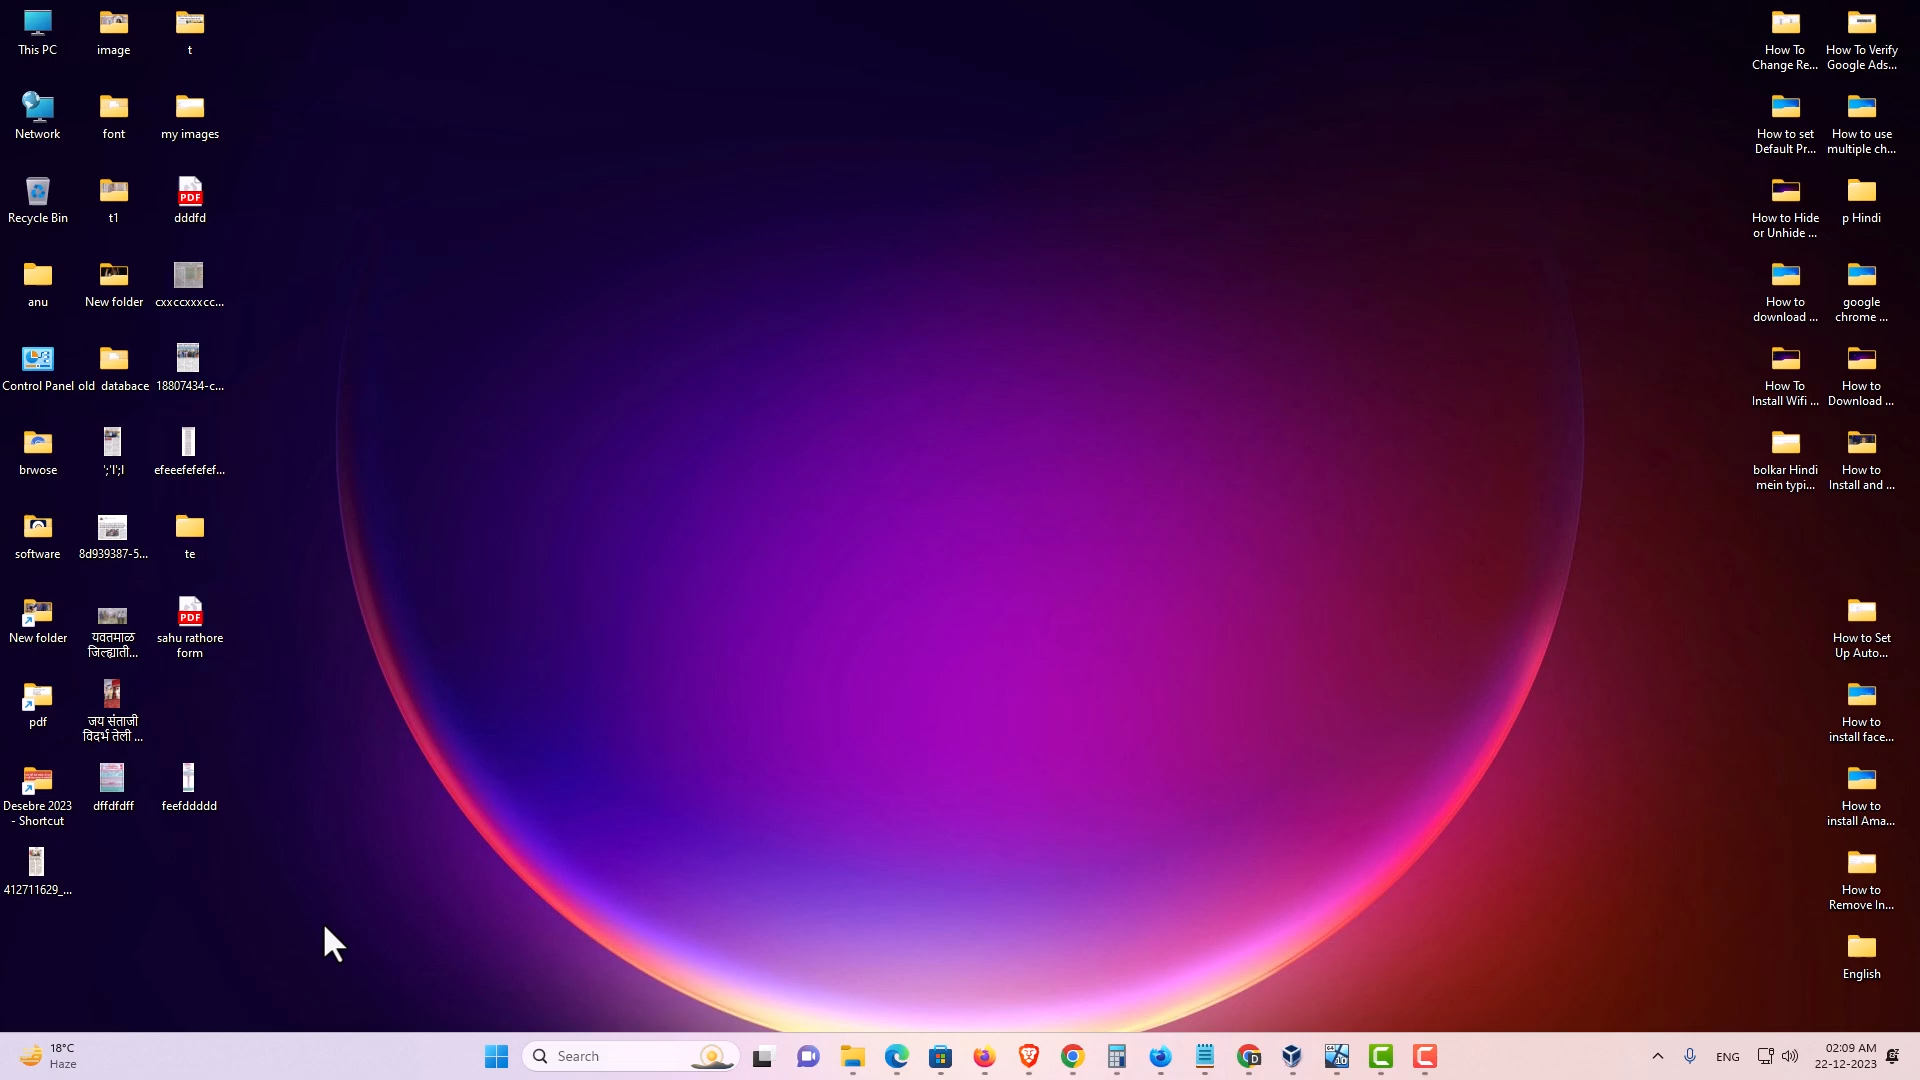 This PC
image
t
Network
font
my images
PDF
Recycle Bin
t1
dddfd
anu
New folder
cxxccxxxcc...
Control Panel
old databace
18807434-c...
brwose
';'l';l
efeeefefefef...
software
8d939387-5...
te
PDF
New folder
यवतमाळ
जिल्ह्याती...
sahu rathore
form
pdf
जय संताजी
विदर्भ तेली ...
Desebre 2023
- Shortcut
dffdfdff
feefddddd
412711629_...
How To
Change Re...
How To Verify
Google Ads...
How to set
Default Pr...
How to use
multiple ch...
How to Hide
or Unhide ...
p Hindi
How to
download ...
google
chrome ...
How To
Install Wifi ...
How to
Download ...
bolkar Hindi
mein typi...
How to
Install and ...
How to Set
Up Auto...
How to
install face...
How to
install Ama...
How to
Remove In...
English
18°C
Haze
Search
D
10
C
C
ENG
02:09 AM
22-12-2023